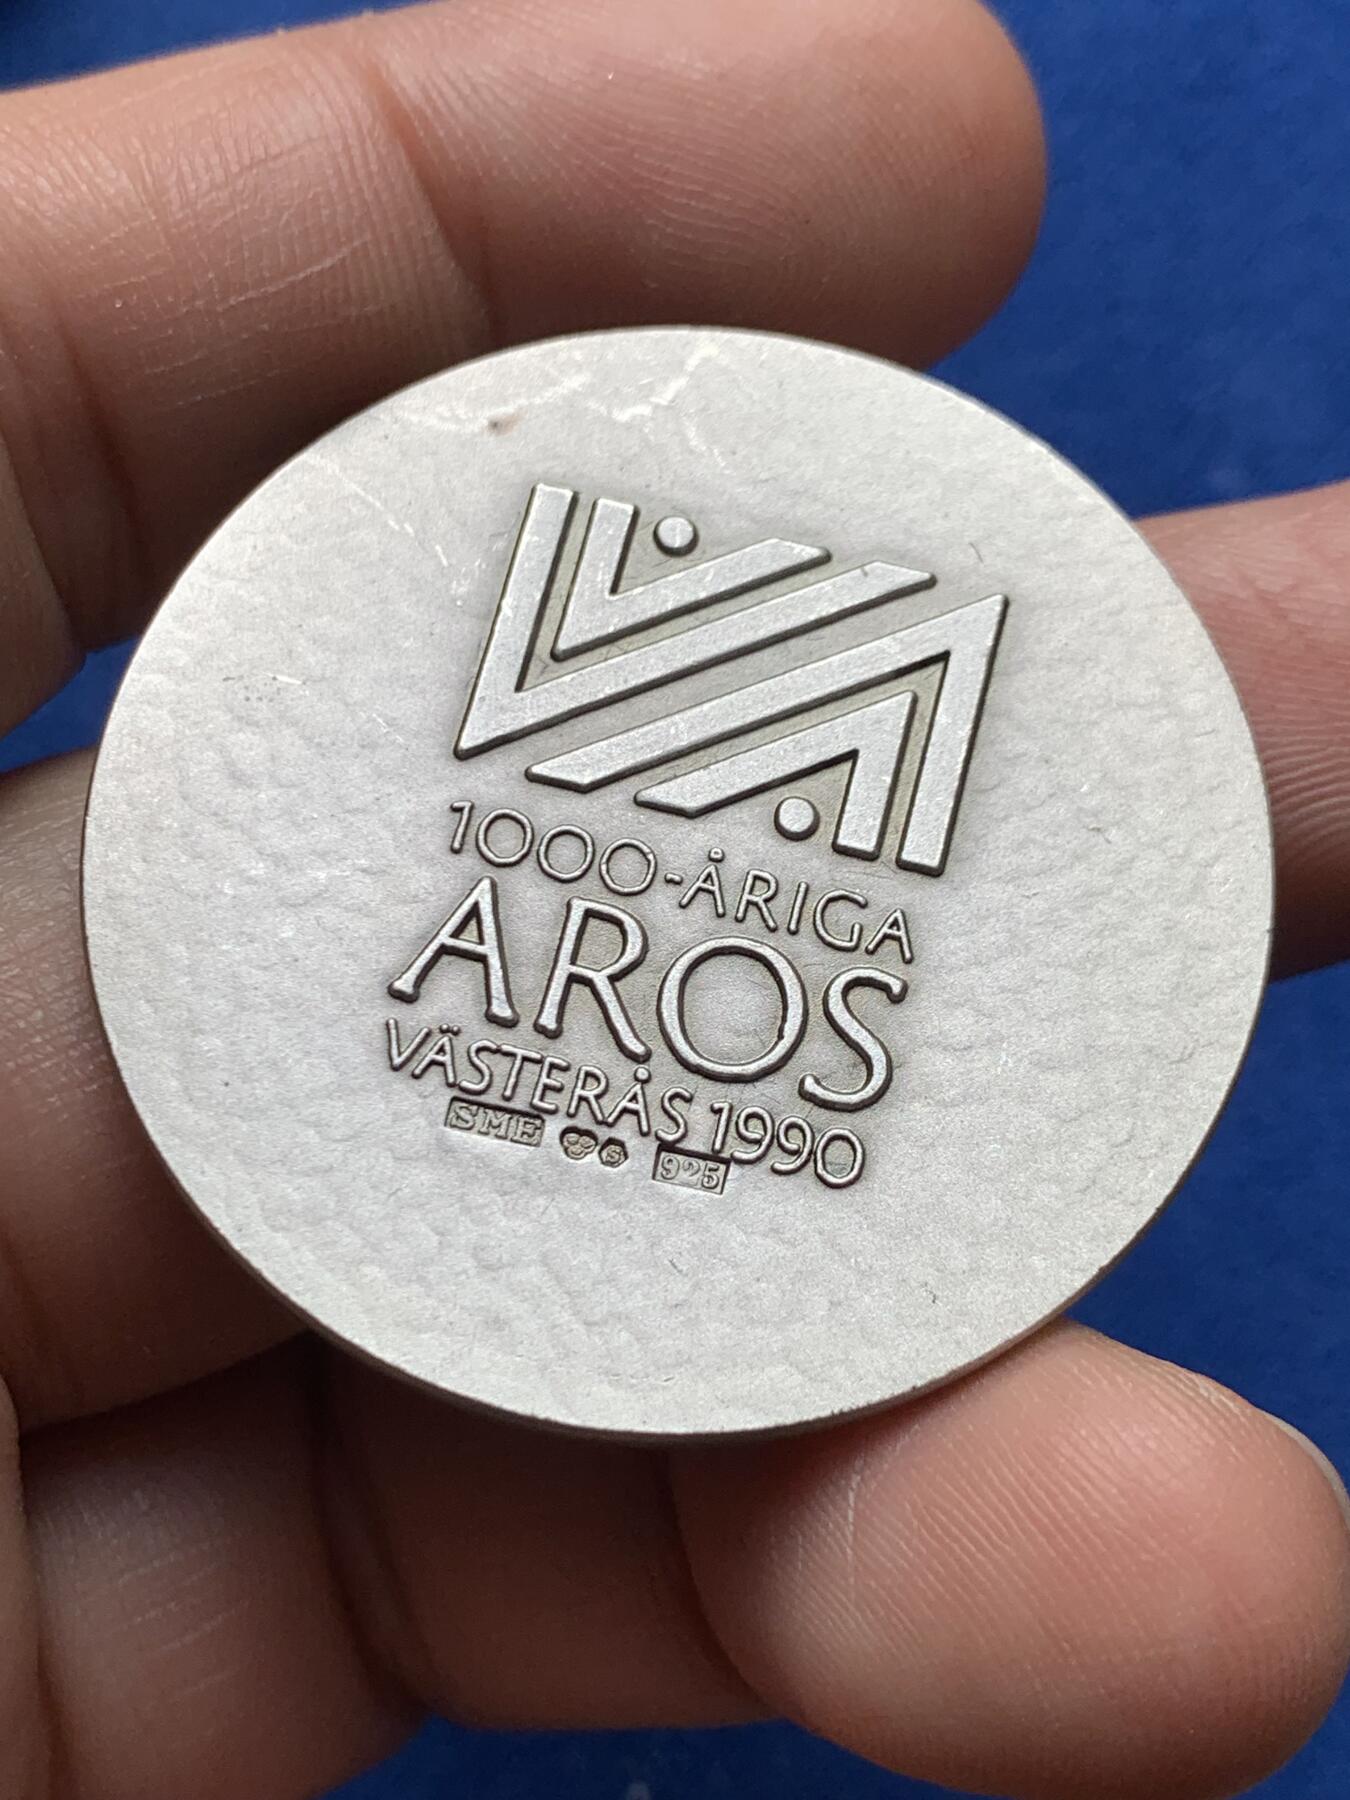 1000-ÅRIGA
AROS
VÄSTERÅS 1990
SME S 925